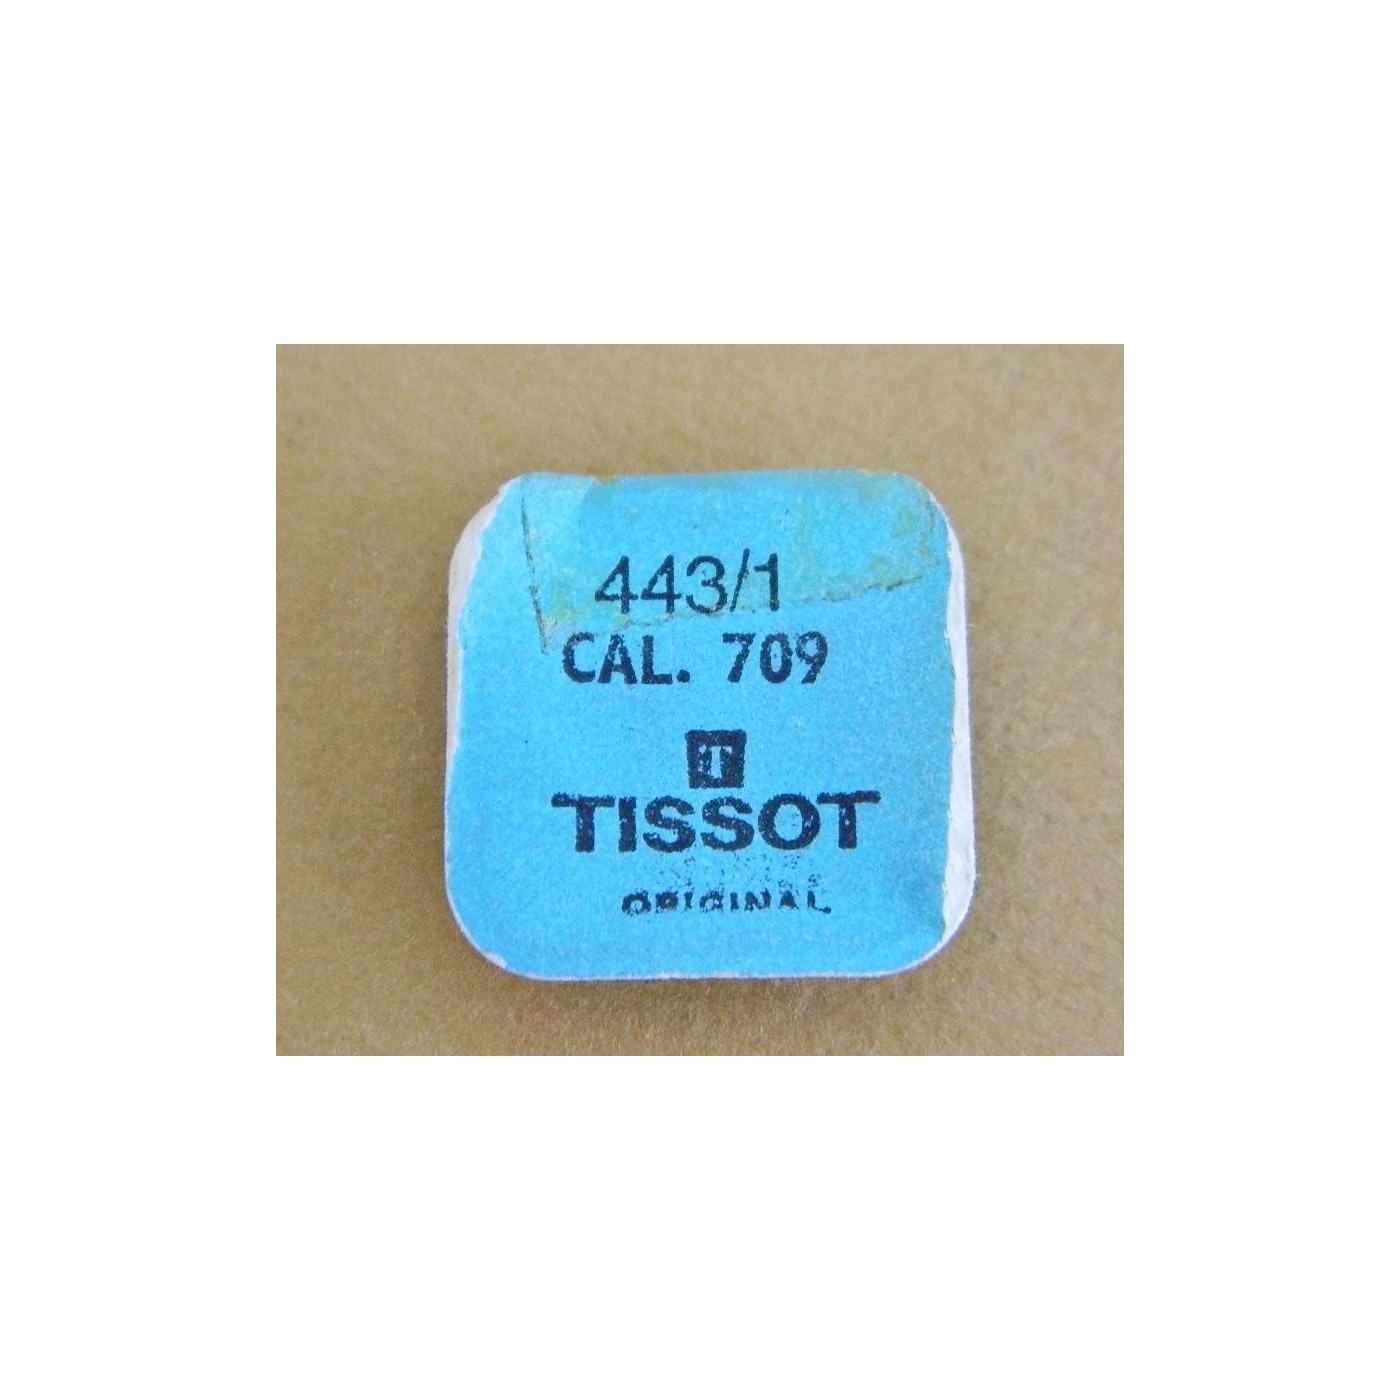 443/1
CAL. 709
T
TISSOT
ORIGINAL